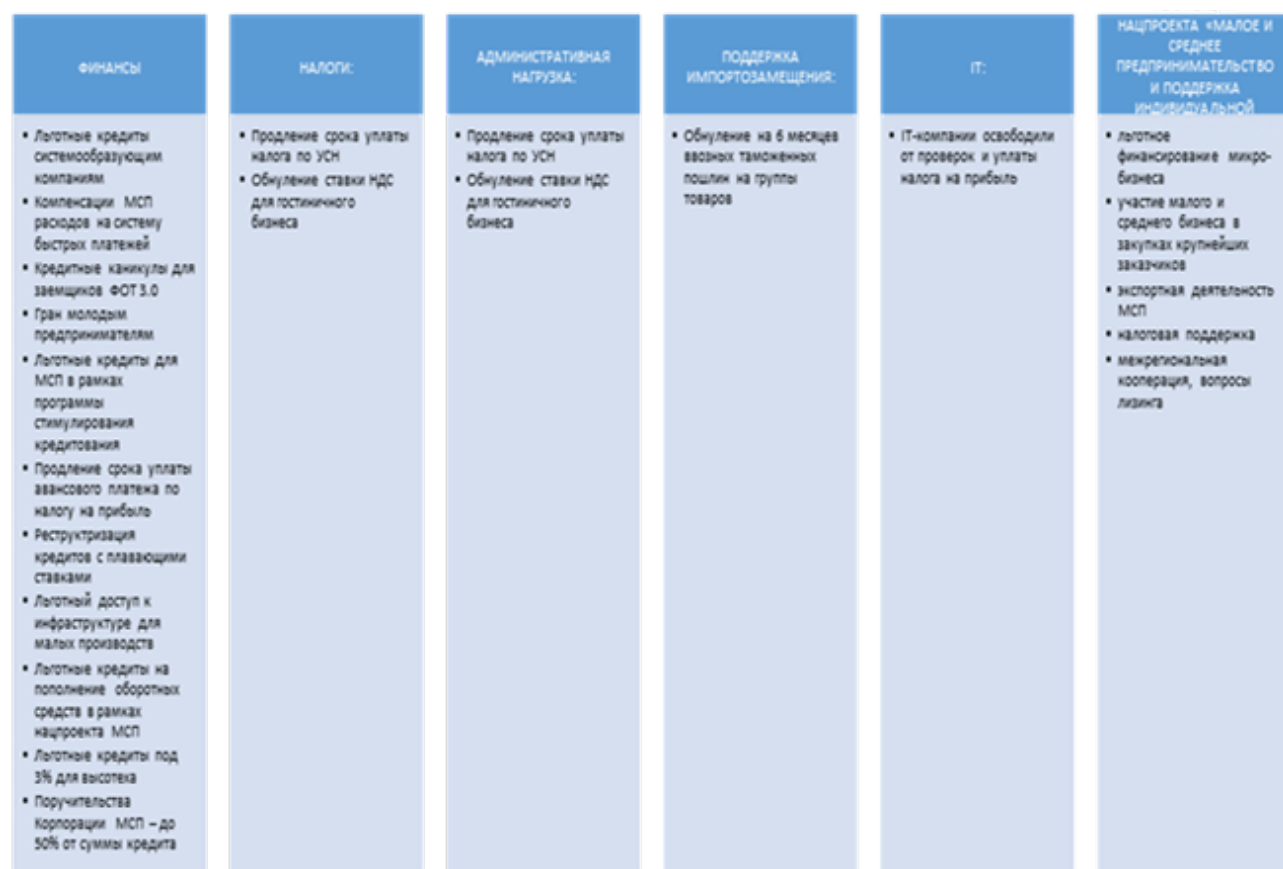 ФИНАНСЫ
▪ Льготные кредиты
системообразующим
компаниям
▪ Компенсации МСП
расходов на систему
быстрых платежей
▪ Кредитные каникулы для
заемщиков ФОТ 3.0
▪ Гран молодым
предпринимателям
▪ Льготные кредиты для
МСП в рамках
программы
стимулирования
кредитования
▪ Продление срока уплаты
авансового платежа по
налогу на прибыль
▪ Реструктризация
кредитов с плавающими
ставками
▪ Льготный доступ к
инфраструктуре для
малых производств
▪ Льготные кредиты на
пополнение оборотных
средств в рамках
нацпроекта МСП
▪ Льготные кредиты под
3% для высотеха
▪ Поручительства
Корпорации МСП – до
50% от суммы кредита
НАЛОГИ:
▪ Продление срока уплаты
налога по УСН
▪ Обнуление ставки НДС
для гостиничного
бизнеса
АДМИНИСТРАТИВНАЯ
НАГРУЗКА:
▪ Продление срока уплаты
налога по УСН
▪ Обнуление ставки НДС
для гостиничного
бизнеса
ПОДДЕРЖКА
ИМПОРТОЗАМЕЩЕНИЯ:
▪ Обнуление на 6 месяцев
ввозных таможенных
пошлин на группы
товаров
IT:
▪ IT-компании освободили
от проверок и уплаты
налога на прибыль
НАЦПРОЕКТА «МАЛОЕ И
СРЕДНЕЕ
ПРЕДПРИНИМАТЕЛЬСТВО
И ПОДДЕРЖКА
ИНДИВИДУАЛЬНОЙ
▪ льготное
финансирование микро-
бизнеса
▪ участие малого и
среднего бизнеса в
закупках крупнейших
заказчиков
▪ экспортная деятельность
МСП
▪ налоговая поддержка
▪ межрегиональная
кооперация, вопросы
лизинга